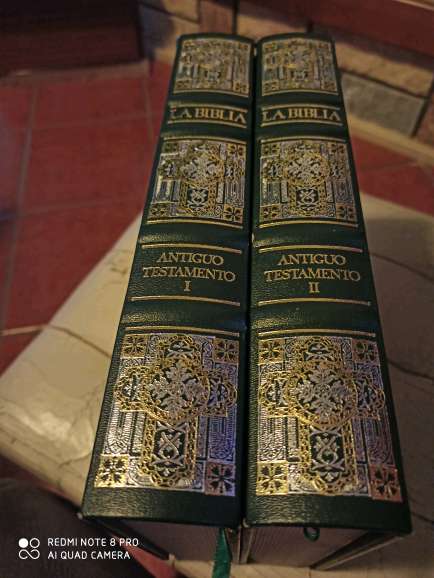 LA BIBLIA
ANTIGUO
TESTAMENTO
I
LA BIBLIA
ANTIGUO
TESTAMENTO
II
REDMI NOTE 8 PRO
AI QUAD CAMERA